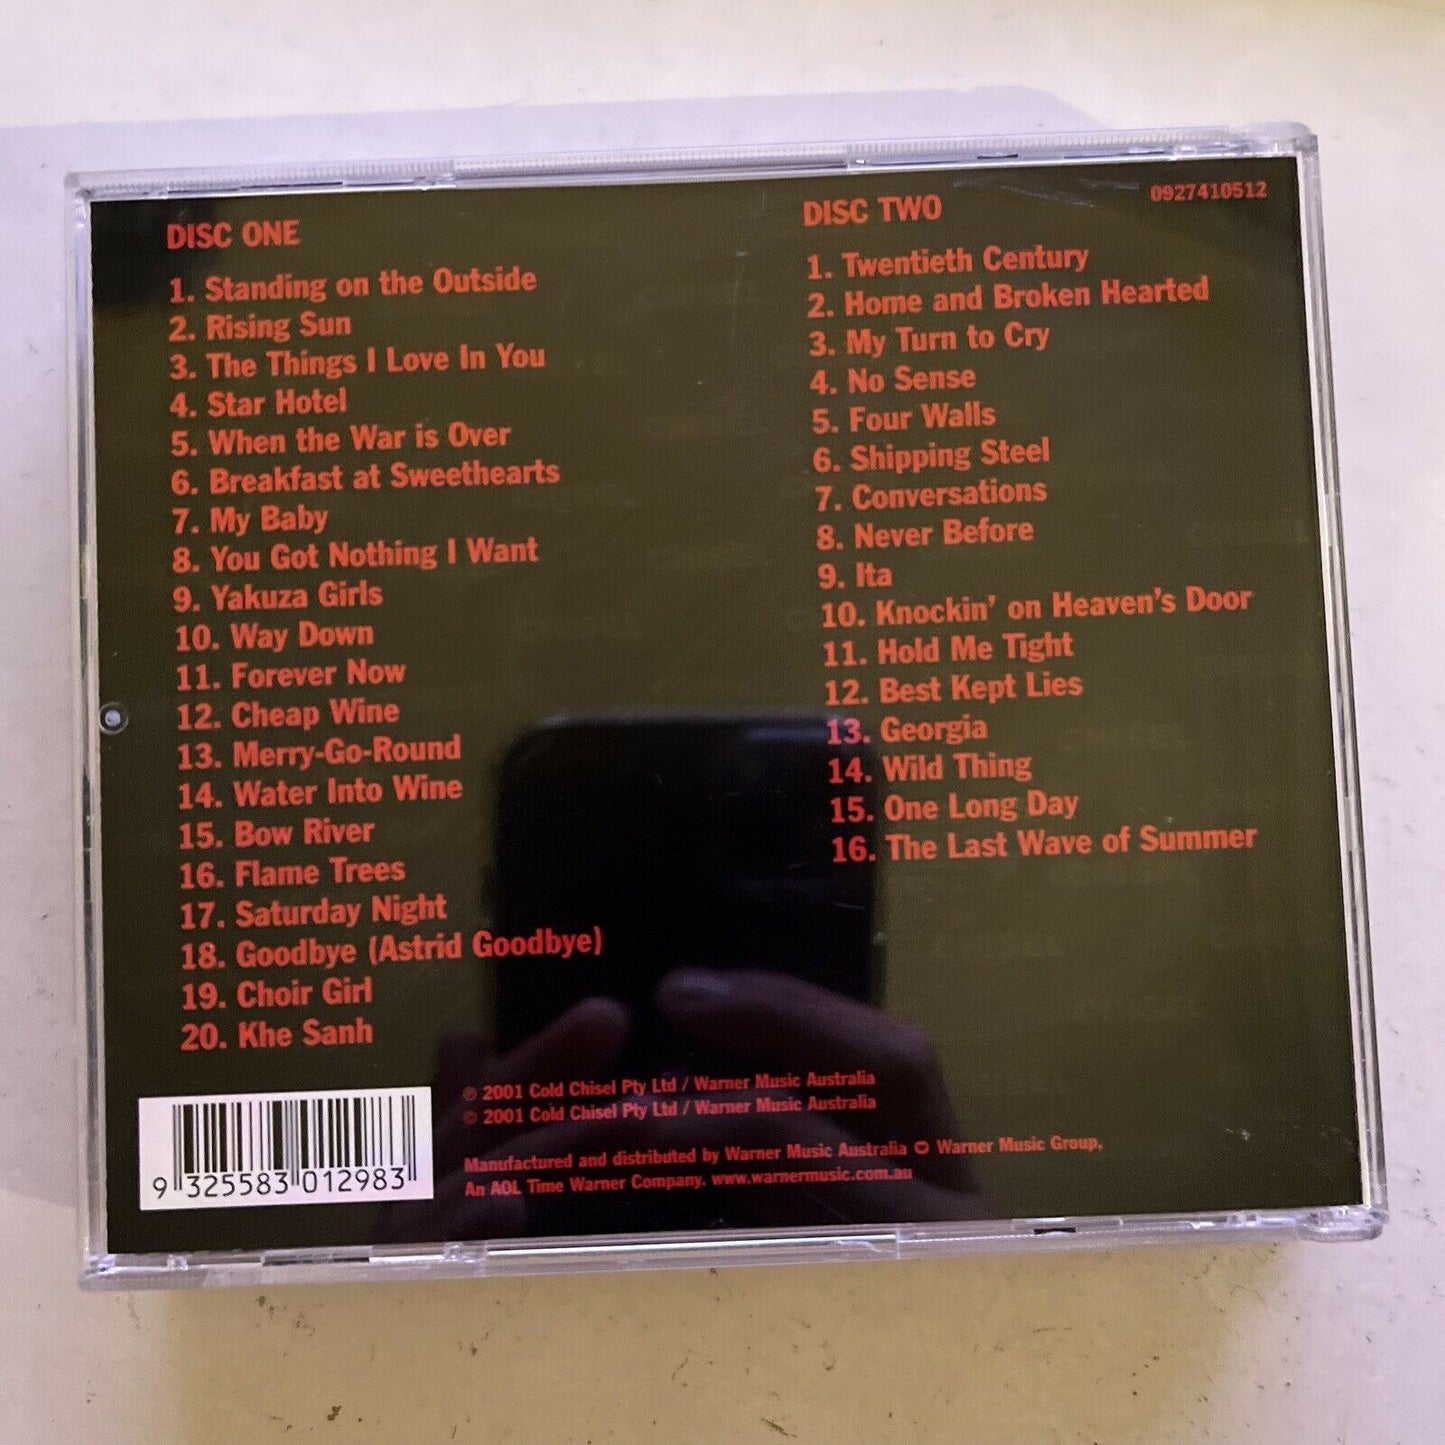 DISC ONE
1. Standing on the Outside
2. Rising Sun
3. The Things I Love In You
4. Star Hotel
5. When the War is Over
6. Breakfast at Sweethearts
7. My Baby
8. You Got Nothing I Want
9. Yakuza Girls
10. Way Down
11. Forever Now
12. Cheap Wine
13. Merry-Go-Round
14. Water Into Wine
15. Bow River
16. Flame Trees
17. Saturday Night
18. Goodbye (Astrid Goodbye)
19. Choir Girl
20. Khe Sanh
DISC TWO
0927410512
1. Twentieth Century
2. Home and Broken Hearted
3. My Turn to Cry
4. No Sense
5. Four Walls
6. Shipping Steel
7. Conversations
8. Never Before
9. Ita
10. Knockin' on Heaven's Door
11. Hold Me Tight
12. Best Kept Lies
13. Georgia
14. Wild Thing
15. One Long Day
16. The Last Wave of Summer
℗ 2001 Cold Chisel Pty Ltd / Warner Music Australia
© 2001 Cold Chisel Pty Ltd / Warner Music Australia
Manufactured and distributed by Warner Music Australia Warner Music Group,
An AOL Time Warner Company. www.warnermusic.com.au
9 325583 012983